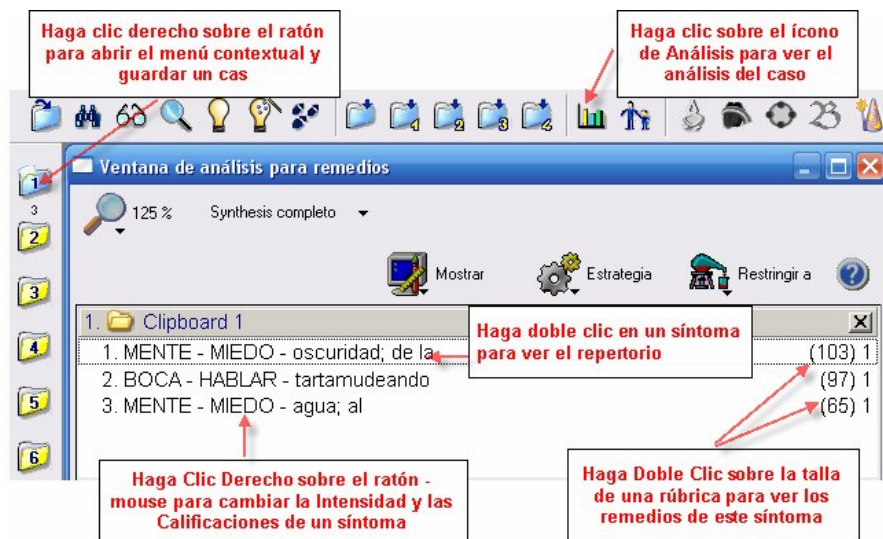 Haga clic derecho sobre el ratón
para abrir el menú contextual y
guardar un cas
Haga clic sobre el ícono
de Análisis para ver el
análisis del caso
1
2
3
4
B
1
3
2
3
4
5
6
Ventana de análisis para remedios
125 %
Synthesis completo
Mostrar
Estrategia
Restringir a
?
1. Clipboard 1
X
1. MENTE - MIEDO - oscuridad; de la
(103) 1
2. BOCA - HABLAR - tartamudeando
(97) 1
3. MENTE - MIEDO - agua; al
(65) 1
Haga doble clic en un síntoma
para ver el repertorio
Haga Clic Derecho sobre el ratón -
mouse para cambiar la Intensidad y las
Calificaciones de un síntoma
Haga Doble Clic sobre la talla
de una rúbrica para ver los
remedios de este síntoma